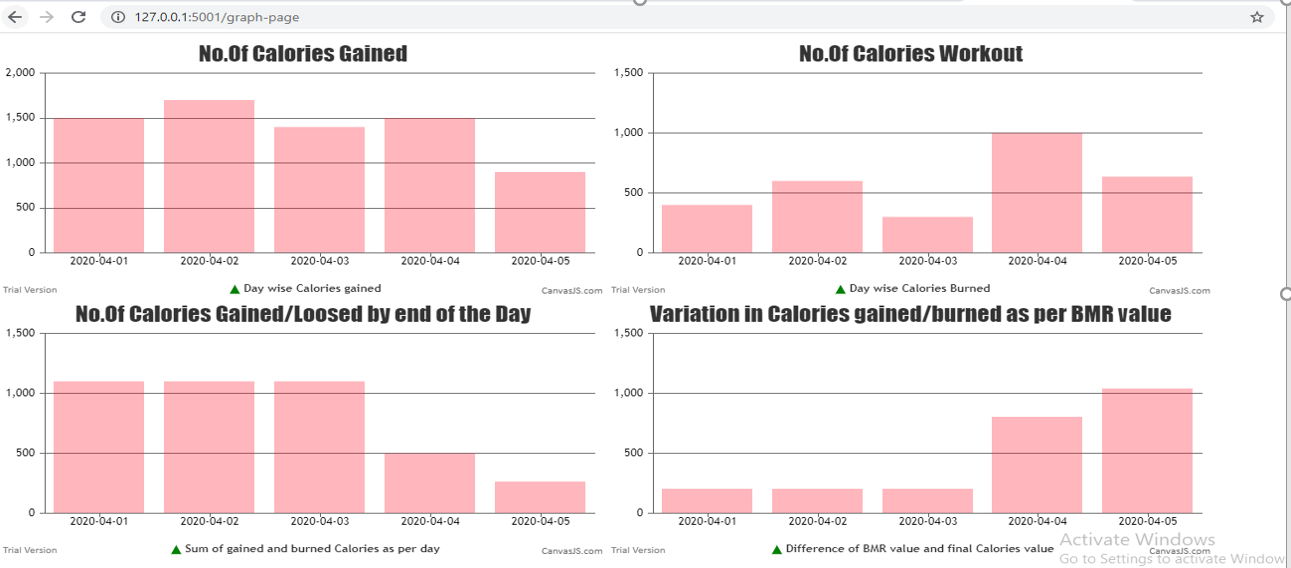 127.0.0.1:5001/graph-page
No.Of Calories Gained
2,000
1,500
1,000
500
0
2020-04-01 2020-04-02 2020-04-03 2020-04-04 2020-04-05
Day wise Calories gained
Trial Version
CanvasJS.com
No.Of Calories Workout
1,500
1,000
500
0
2020-04-01 2020-04-02 2020-04-03 2020-04-04 2020-04-05
Day wise Calories Burned
Trial Version
CanvasJS.com
No.Of Calories Gained/Loosed by end of the Day
1,500
1,000
500
0
2020-04-01 2020-04-02 2020-04-03 2020-04-04 2020-04-05
Sum of gained and burned Calories as per day
Trial Version
CanvasJS.com
Variation in Calories gained/burned as per BMR value
1,500
1,000
500
0
2020-04-01 2020-04-02 2020-04-03 2020-04-04 2020-04-05
Difference of BMR value and final Calories value
Trial Version
CanvasJS.com
Activate Windows
Go to Settings to activate Window